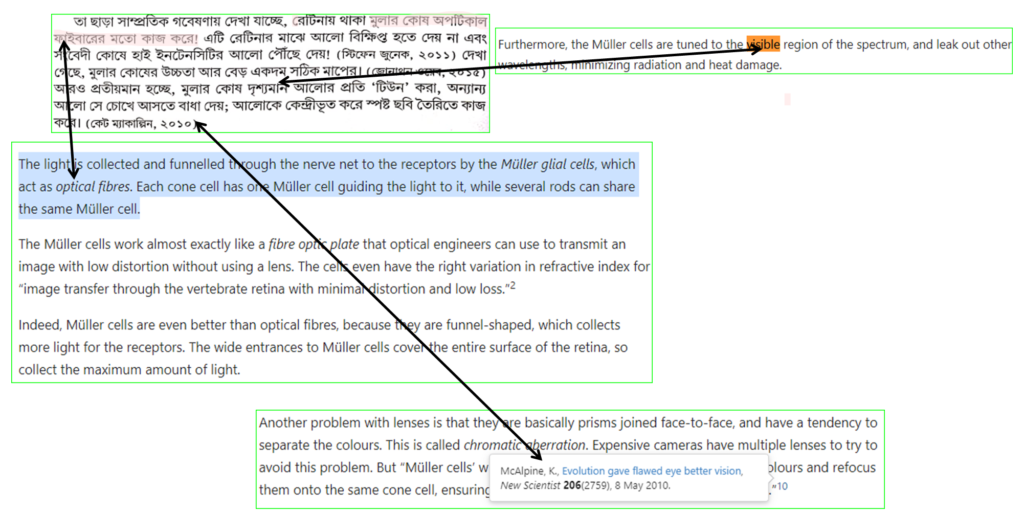 তা ছাড়া সাম্প্রতিক গবেষণায় দেখা যাচ্ছে, রেটিনায় থাকা মুলার কোষ অপটিকাল
ফাইবারের মতো কাজ করে! এটি রেটিনার মাঝে আলো বিক্ষিপ্ত হতে দেয় না এবং
সংবেদী কোষে হাই ইনটেনসিটির আলো পৌঁছে দেয়! (স্টিফেন জুনেক, ২০১১) দেখা
গেছে, মুলার কোষের উচ্চতা আর বেড় একদম সঠিক মাপের। (জোনাথন ২০১৫)
আরও প্রতীয়মান হচ্ছে, মুলার কোষ দৃশ্যমান আলোর প্রতি ‘টিউন’ করা, অন্যান্য
আলো সে চোখে আসতে বাধা দেয়; আলোকে কেন্দ্রীভূত করে স্পষ্ট ছবি তৈরিতে কাজ
করে। (কেট ম্যাকাল্পিন, ২০১০)
Furthermore, the Müller cells are tuned to the visible region of the spectrum, and leak out other
wavelengths, minimizing radiation and heat damage.
The light is collected and funnelled through the nerve net to the receptors by the Müller glial cells, which
act as optical fibres. Each cone cell has one Müller cell guiding the light to it, while several rods can share
the same Müller cell.
The Müller cells work almost exactly like a fibre optic plate that optical engineers can use to transmit an
image with low distortion without using a lens. The cells even have the right variation in refractive index for
“image transfer through the vertebrate retina with minimal distortion and low loss.”2
Indeed, Müller cells are even better than optical fibres, because they are funnel-shaped, which collects
more light for the receptors. The wide entrances to Müller cells cover the entire surface of the retina, so
collect the maximum amount of light.
Another problem with lenses is that they are basically prisms joined face-to-face, and have a tendency to
separate the colours. This is called chromatic aberration. Expensive cameras have multiple lenses to try to
avoid this problem. But “Müller cells’ w olours and refocus
McAlpine, K., Evolution gave flawed eye better vision,
New Scientist 206(2759), 8 May 2010.
them onto the same cone cell, ensuring .”10